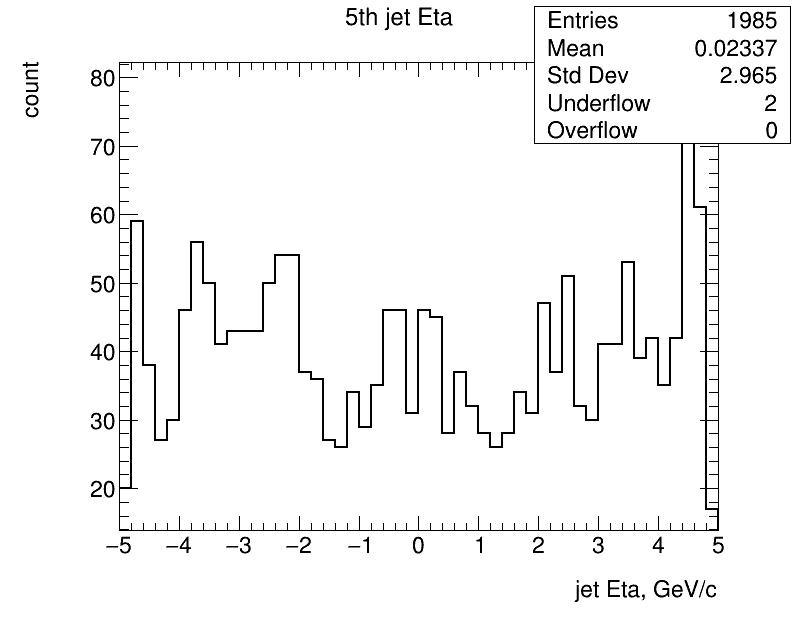 5th jet Eta
Entries 1985
Mean 0.02337
Std Dev 2.965
Underflow 2
Overflow 0
count
80
70
60
50
40
30
20
−5 −4 −3 −2 −1 0 1 2 3 4 5
jet Eta, GeV/c